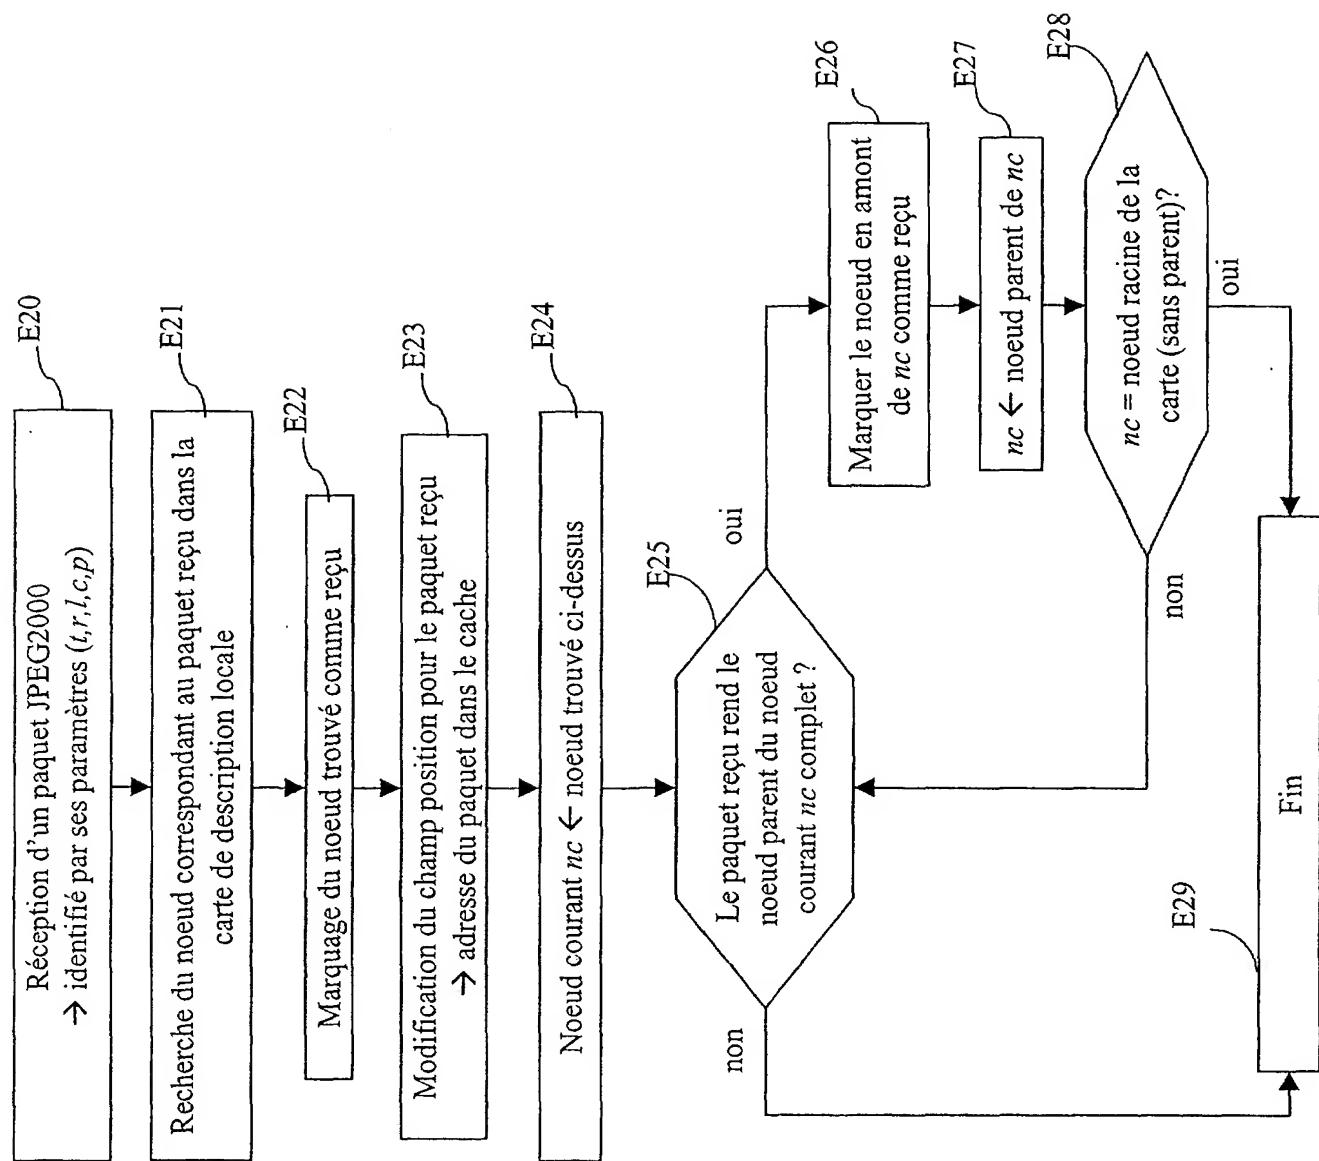 E20
Réception d'un paquet JPEG2000
→ identifié par ses paramètres (t,r,l,c,p)
E21
Recherche du noeud correspondant au paquet reçu dans la
carte de description locale
E22
Marquage du noeud trouvé comme reçu
E23
Modification du champ position pour le paquet reçu
→ adresse du paquet dans le cache
E24
Noeud courant nc ← noeud trouvé ci-dessus
E25
Le paquet reçu rend le
noeud parent du noeud
courant nc complet ?
non
oui
E26
Marquer le noeud en amont
de nc comme reçu
E27
nc ← noeud parent de nc
E28
nc = noeud racine de la
carte (sans parent)?
non
oui
E29
Fin